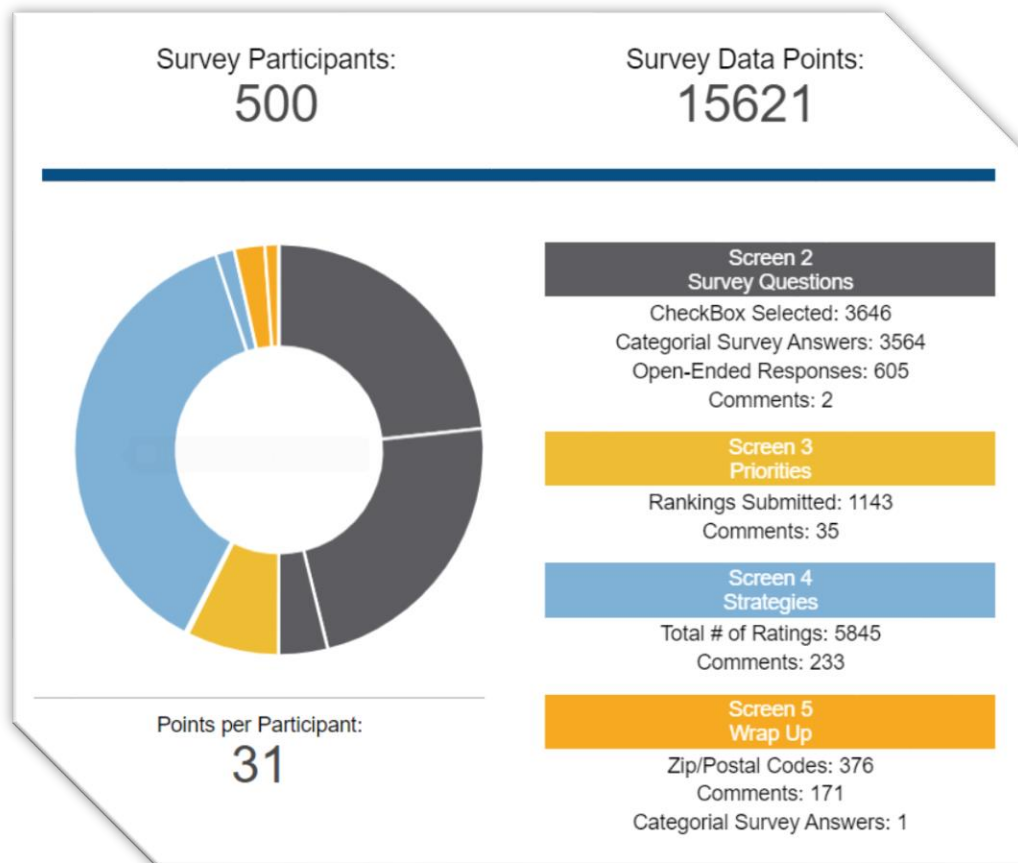 Survey Participants:
500
Survey Data Points:
15621
Screen 2
Survey Questions
CheckBox Selected: 3646
Categorial Survey Answers: 3564
Open-Ended Responses: 605
Comments: 2
Screen 3
Priorities
Rankings Submitted: 1143
Comments: 35
Screen 4
Strategies
Total # of Ratings: 5845
Comments: 233
Screen 5
Wrap Up
Zip/Postal Codes: 376
Comments: 171
Categorial Survey Answers: 1
Points per Participant:
31